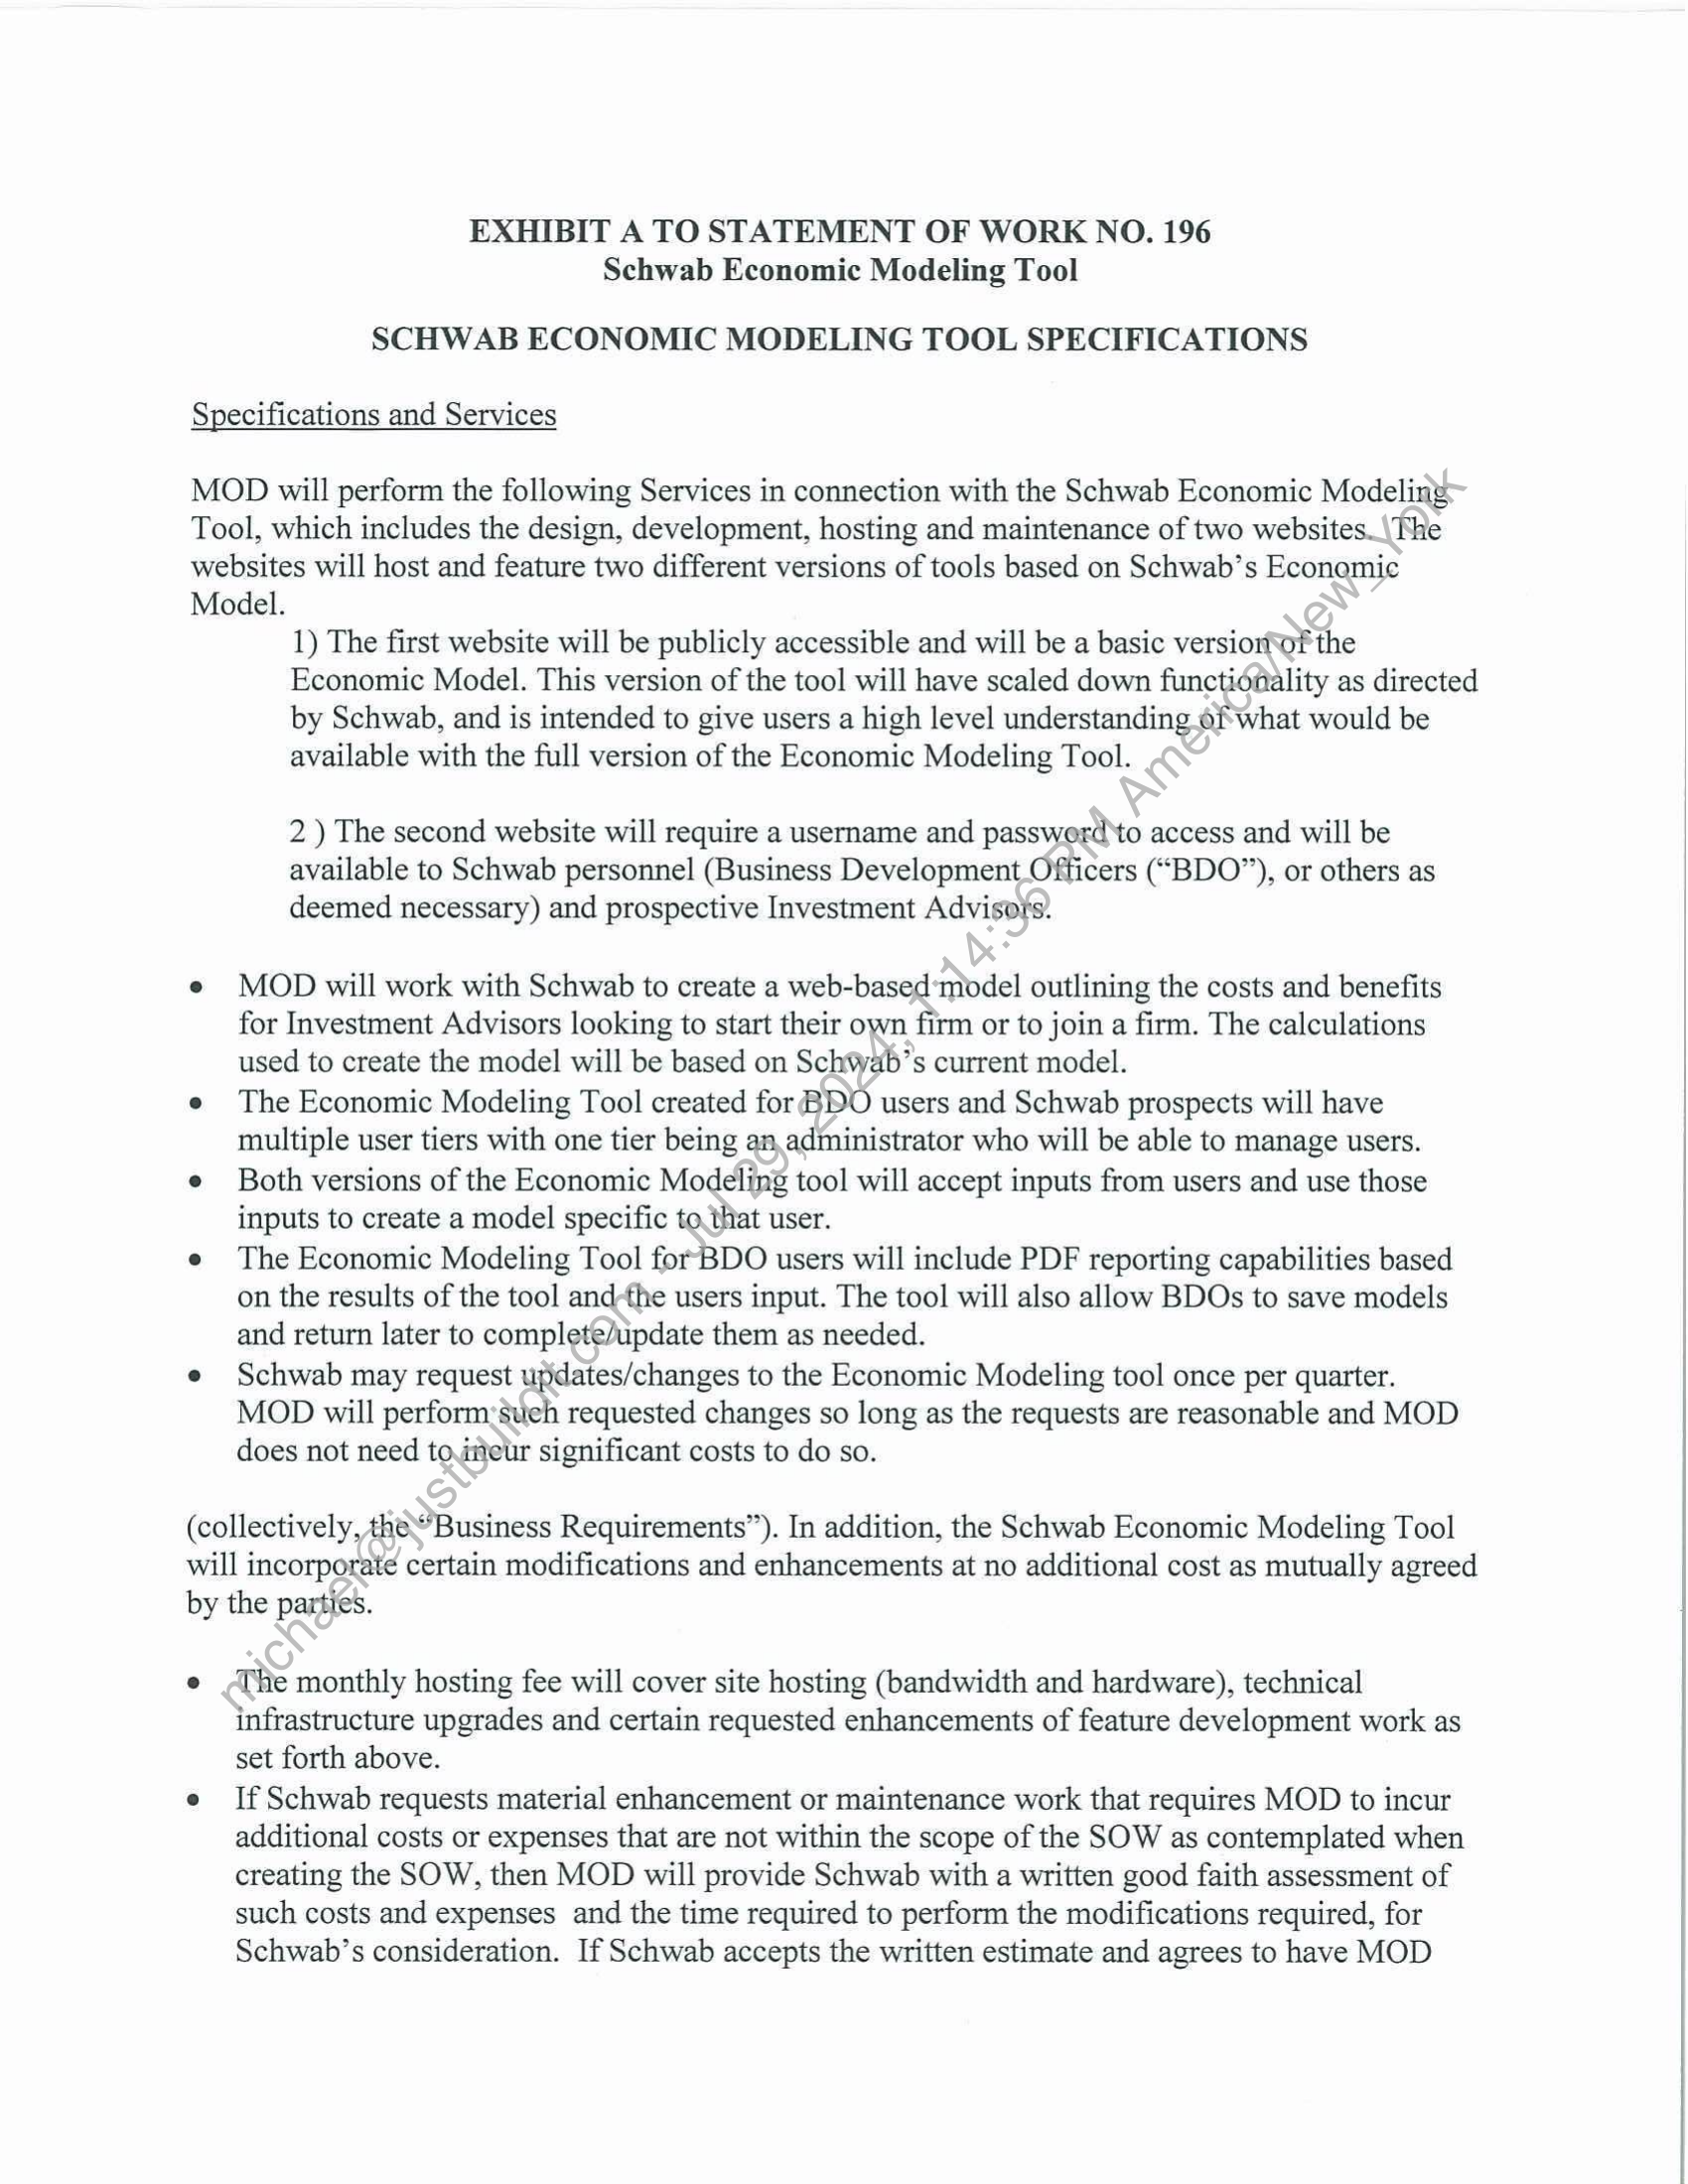 EXHIBIT A TO STATEMENT OF WORK NO. 196
Schwab Economic Modeling Tool
SCHWAB ECONOMIC MODELING TOOL SPECIFICATIONS
Specifications and Services
MOD will perform the following Services in connection with the Schwab Economic Modeling
Tool, which includes the design, development, hosting and maintenance of two websites. The
websites will host and feature two different versions of tools based on Schwab's Economic
Model.
1) The first website will be publicly accessible and will be a basic version of the
Economic Model. This version of the tool will have scaled down functionality as directed
by Schwab, and is intended to give users a high level understanding of what would be
available with the full version of the Economic Modeling Tool.
2 ) The second website will require a username and password to access and will be
available to Schwab personnel (Business Development Officers (“BDO”), or others as
deemed necessary) and prospective Investment Advisors.
• MOD will work with Schwab to create a web-based model outlining the costs and benefits
for Investment Advisors looking to start their own firm or to join a firm. The calculations
used to create the model will be based on Schwab's current model.
• The Economic Modeling Tool created for BDO users and Schwab prospects will have
multiple user tiers with one tier being an administrator who will be able to manage users.
• Both versions of the Economic Modeling tool will accept inputs from users and use those
inputs to create a model specific to that user.
• The Economic Modeling Tool for BDO users will include PDF reporting capabilities based
on the results of the tool and the users input. The tool will also allow BDOs to save models
and return later to complete/update them as needed.
• Schwab may request updates/changes to the Economic Modeling tool once per quarter.
MOD will perform such requested changes so long as the requests are reasonable and MOD
does not need to incur significant costs to do so.
(collectively, the “Business Requirements”). In addition, the Schwab Economic Modeling Tool
will incorporate certain modifications and enhancements at no additional cost as mutually agreed
by the parties.
• The monthly hosting fee will cover site hosting (bandwidth and hardware), technical
infrastructure upgrades and certain requested enhancements of feature development work as
set forth above.
• If Schwab requests material enhancement or maintenance work that requires MOD to incur
additional costs or expenses that are not within the scope of the SOW as contemplated when
creating the SOW, then MOD will provide Schwab with a written good faith assessment of
such costs and expenses and the time required to perform the modifications required, for
Schwab's consideration. If Schwab accepts the written estimate and agrees to have MOD
michael@justbuildit.com - Jul 29, 2024, 1:14:36 PM America/New_York